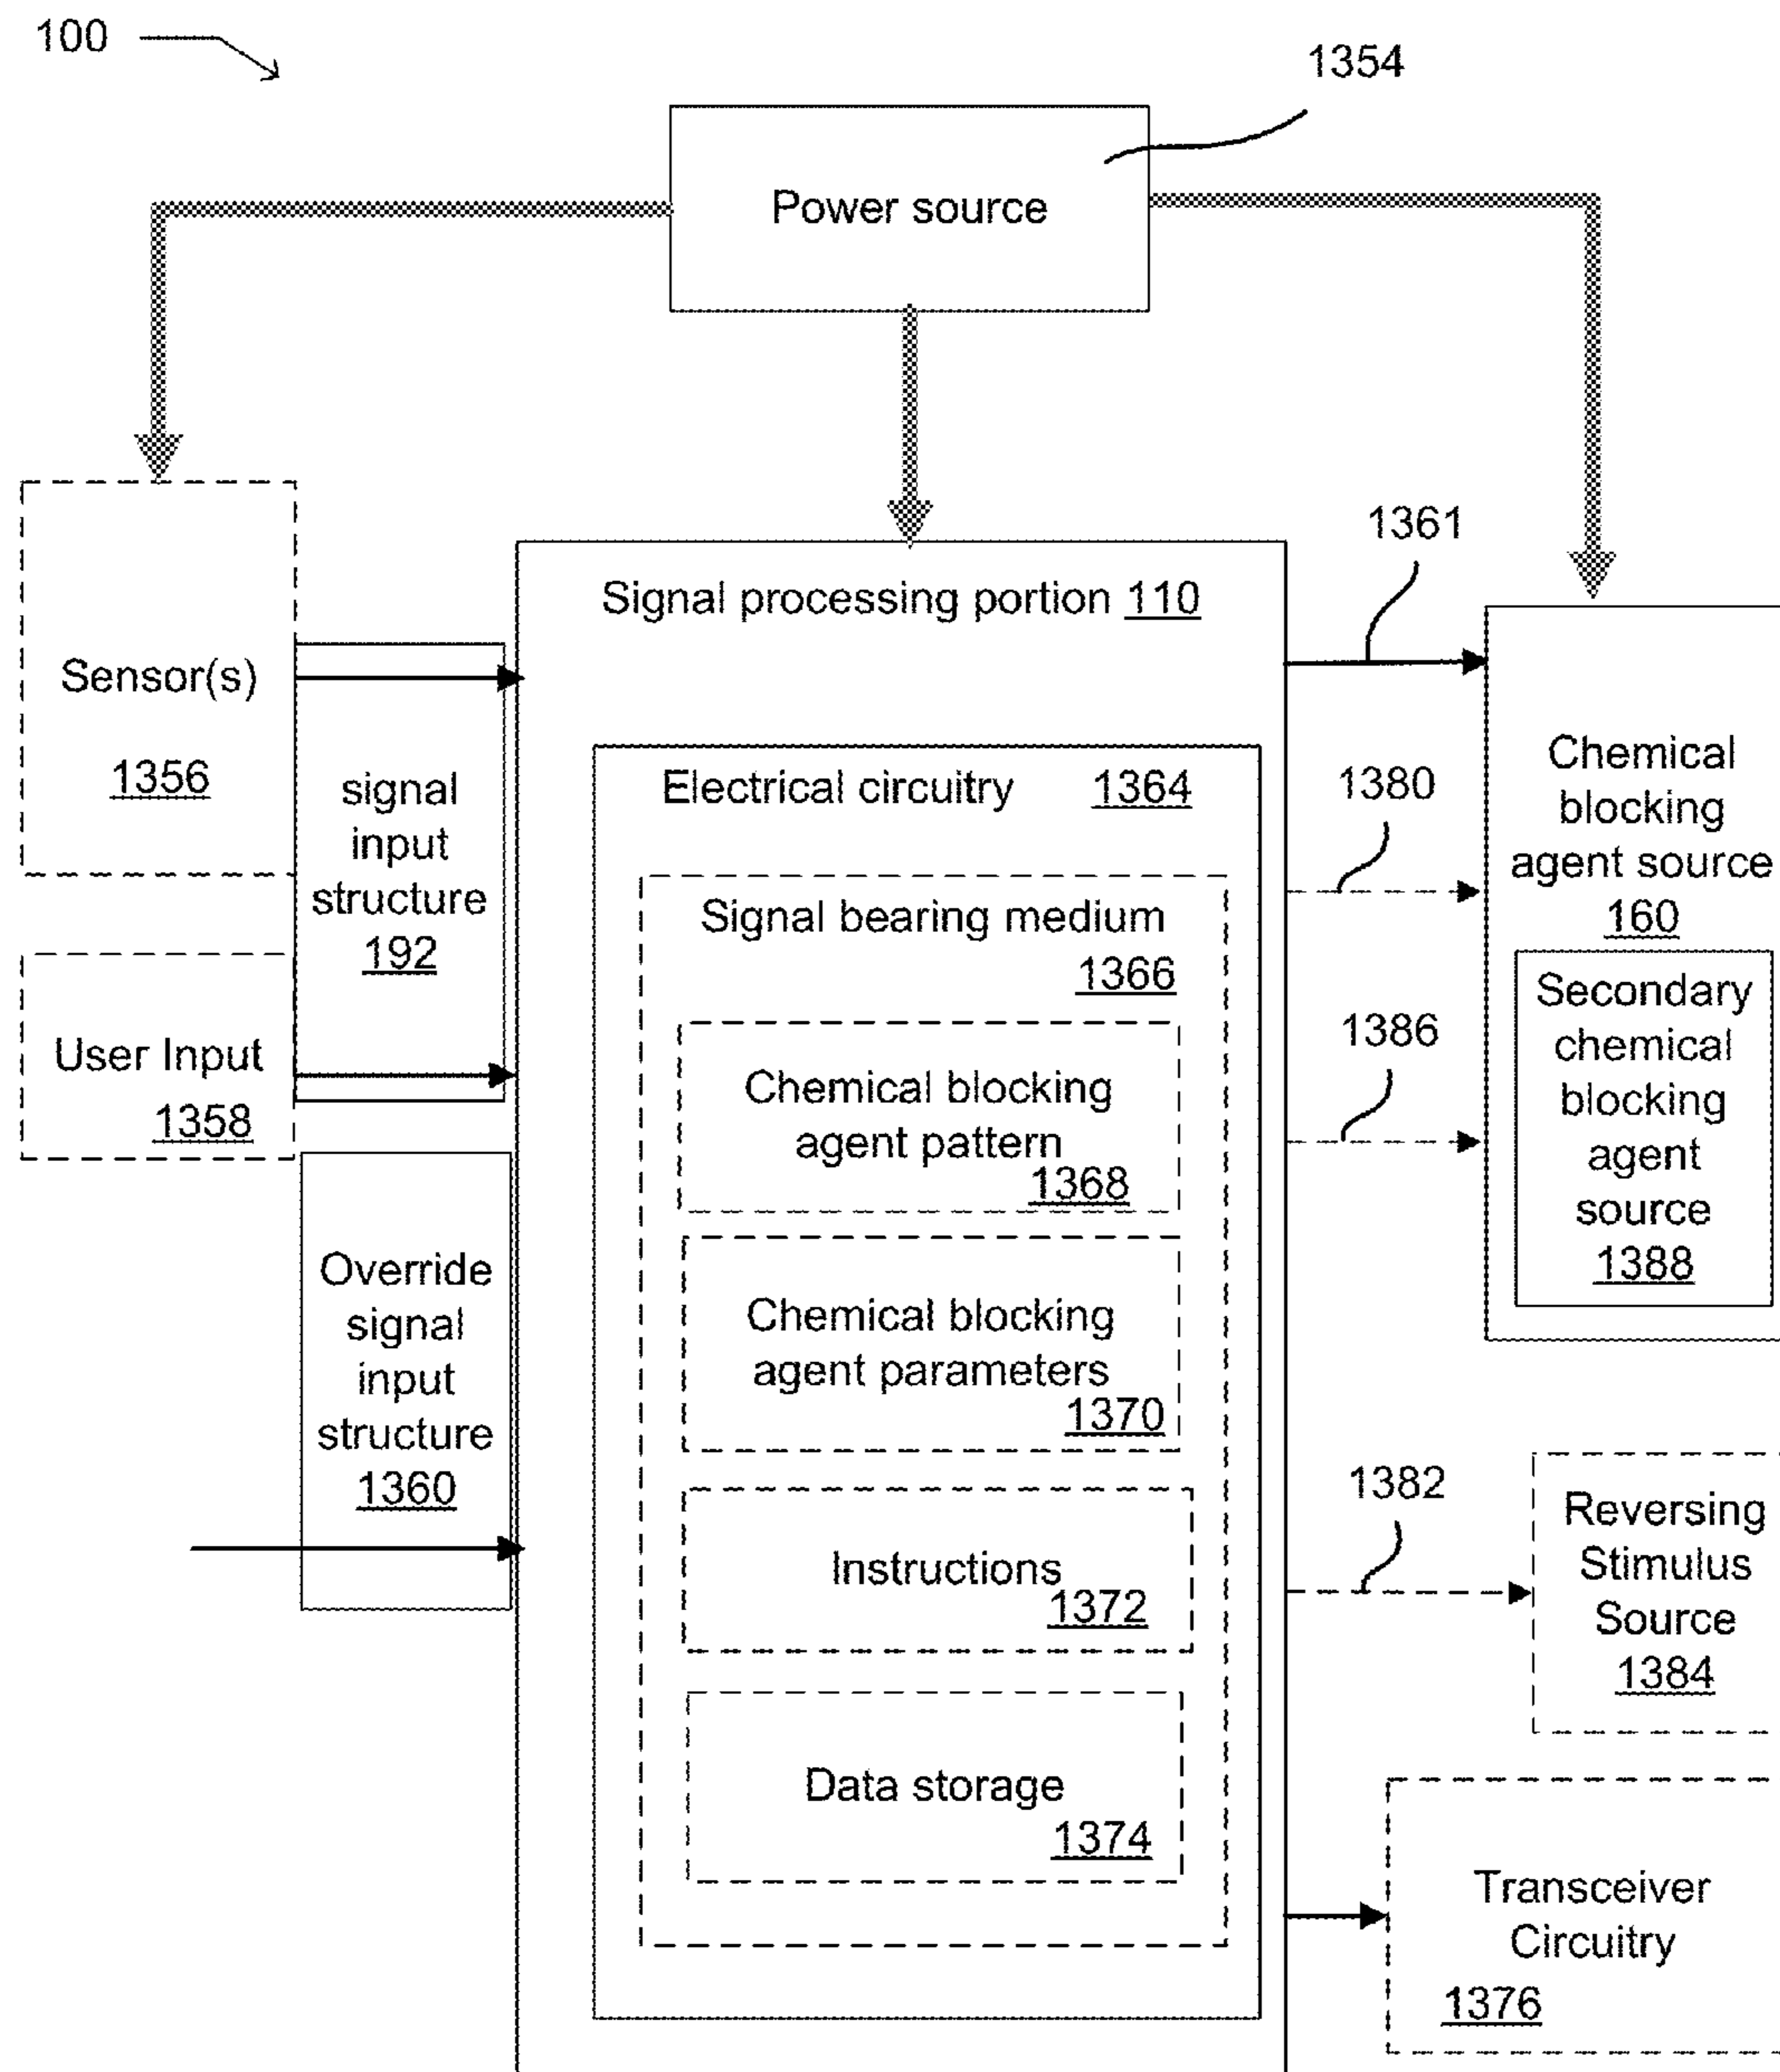 100
1354
Power source
Sensor(s)
1356
signal
input
structure
192
User Input
1358
Override
signal
input
structure
1360
Signal processing portion 110
Electrical circuitry 1364
Signal bearing medium
1366
Chemical blocking
agent pattern
1368
Chemical blocking
agent parameters
1370
Instructions
1372
Data storage
1374
1361
1380
1386
Chemical
blocking
agent source
160
Secondary
chemical
blocking
agent
source
1388
1382
Reversing
Stimulus
Source
1384
Transceiver
Circuitry
1376